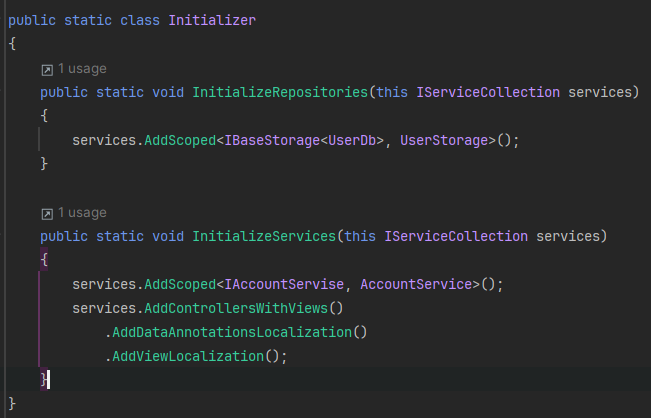 public static class Initializer
{
1 usage
public static void InitializeRepositories(this IServiceCollection services)
{
services.AddScoped<IBaseStorage<UserDb>, UserStorage>();
}
1 usage
public static void InitializeServices(this IServiceCollection services)
{
services.AddScoped<IAccountServise, AccountService>();
services.AddControllersWithViews()
.AddDataAnnotationsLocalization()
.AddViewLocalization();
}
}